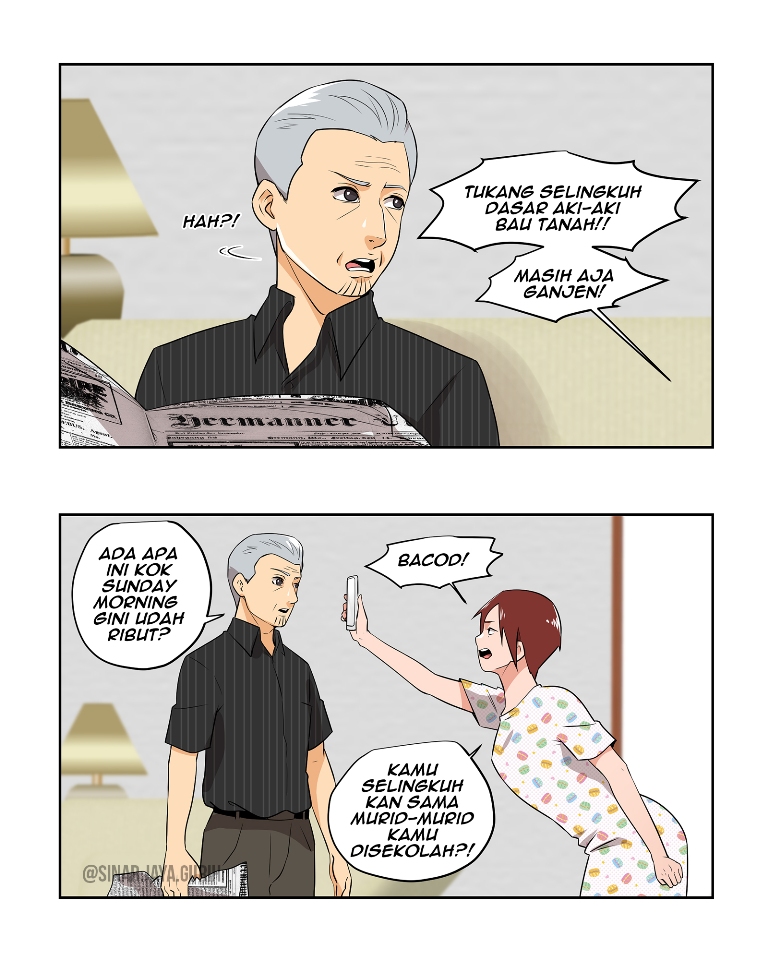 HAH?!
TUKANG SELINGKUH
DASAR AKI-AKI
BAU TANAH!!
MASIH AJA
GANJEN!
Hermanner
ADA APA
INI KOK
SUNDAY
MORNING
GINI UDAH
RIBUT?
BACOD!
KAMU
SELINGKUH
KAN SAMA
MURID-MURID
KAMU
DISEKOLAH?!